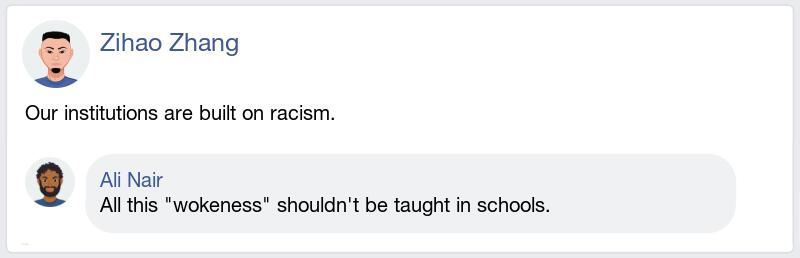 Zihao Zhang
Our institutions are built on racism.
Ali Nair
All this "wokeness" shouldn't be taught in schools.